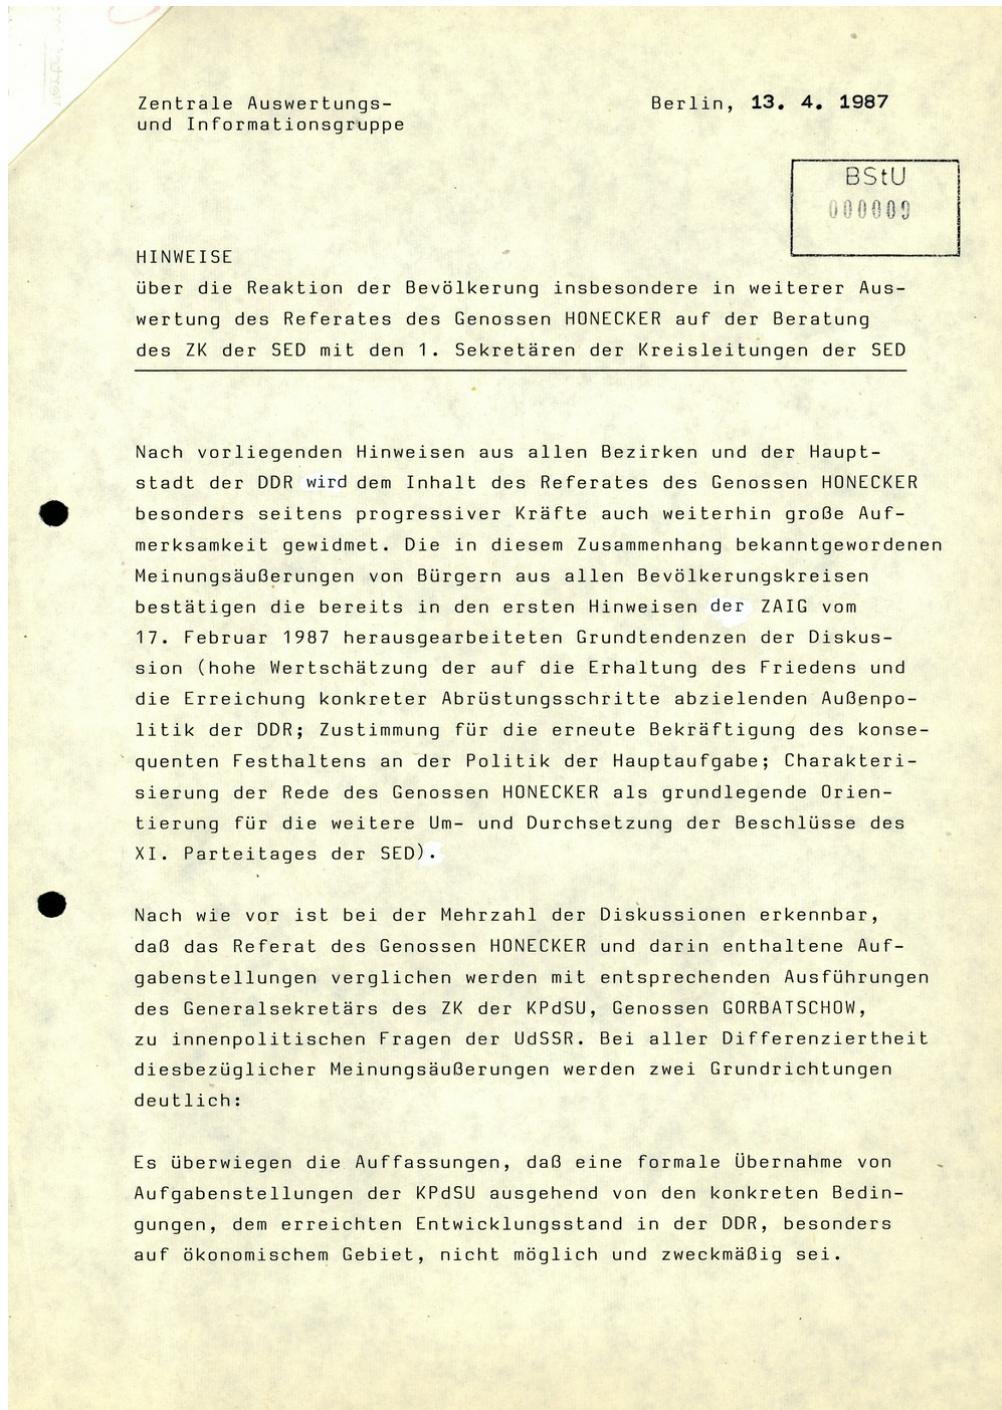 Zentrale Auswertungs-
und Informationsgruppe
Berlin, 13. 4. 1987
BStU
000009
HINWEISE
über die Reaktion der Bevölkerung insbesondere in weiterer Aus-
wertung des Referates des Genossen HONECKER auf der Beratung
des ZK der SED mit den 1. Sekretären der Kreisleitungen der SED
Nach vorliegenden Hinweisen aus allen Bezirken und der Haupt-
stadt der DDR wird dem Inhalt des Referates des Genossen HONECKER
besonders seitens progressiver Kräfte auch weiterhin große Auf-
merksamkeit gewidmet. Die in diesem Zusammenhang bekanntgewordenen
Meinungsäußerungen von Bürgern aus allen Bevölkerungskreisen
bestätigen die bereits in den ersten Hinweisen der ZAIG vom
17. Februar 1987 herausgearbeiteten Grundtendenzen der Diskus-
sion (hohe Wertschätzung der auf die Erhaltung des Friedens und
die Erreichung konkreter Abrüstungsschritte abzielenden Außenpo-
litik der DDR; Zustimmung für die erneute Bekräftigung des konse-
quenten Festhaltens an der Politik der Hauptaufgabe; Charakteri-
sierung der Rede des Genossen HONECKER als grundlegende Orien-
tierung für die weitere Um- und Durchsetzung der Beschlüsse des
XI. Parteitages der SED).
Nach wie vor ist bei der Mehrzahl der Diskussionen erkennbar,
daß das Referat des Genossen HONECKER und darin enthaltene Auf-
gabenstellungen verglichen werden mit entsprechenden Ausführungen
des Generalsekretärs des ZK der KPdSU, Genossen GORBATSCHOW,
zu innenpolitischen Fragen der UdSSR. Bei aller Differenziertheit
diesbezüglicher Meinungsäußerungen werden zwei Grundrichtungen
deutlich:
Es überwiegen die Auffassungen, daß eine formale Übernahme von
Aufgabenstellungen der KPdSU ausgehend von den konkreten Bedin-
gungen, dem erreichten Entwicklungsstand in der DDR, besonders
auf ökonomischem Gebiet, nicht möglich und zweckmäßig sei.